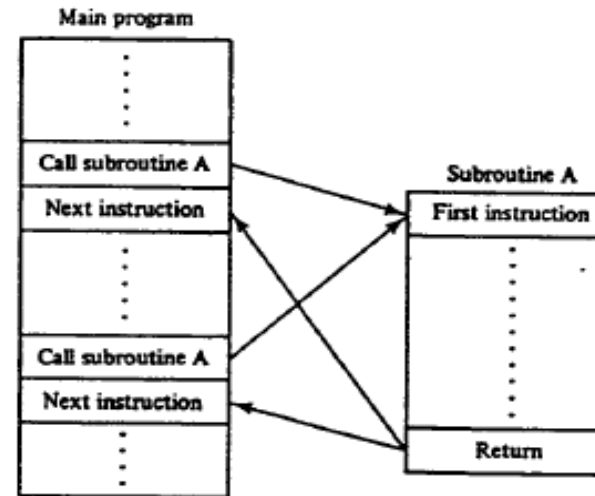 Main program
Call subroutine A
Next instruction
Call subroutine A
Next instruction
Subroutine A
First instruction
Return